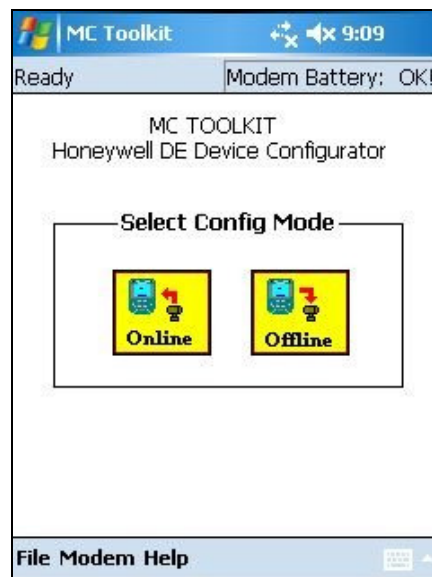 MC Toolkit 9:09
Ready Modem Battery: OK!
MC TOOLKIT
Honeywell DE Device Configurator
Select Config Mode
Online Offline
File Modem Help